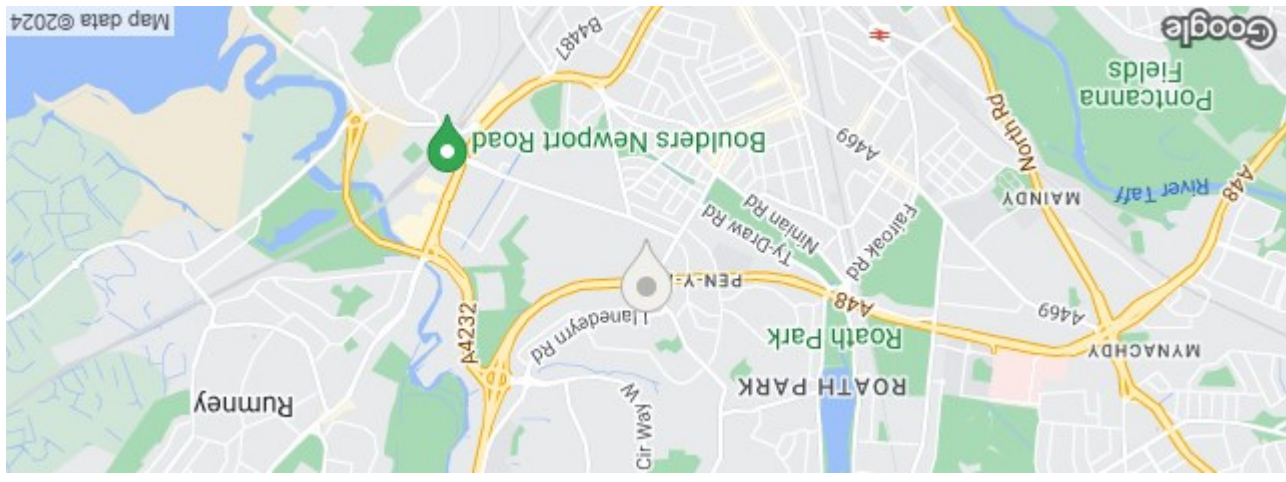 Cir Way W
ROATH PARK
Rumney
Roath Park
MYNACHDY
Llanedeyrn Rd
A4232
A469
A48
PEN-Y-
Fairoak Rd
Ty-Draw Rd
Ninian Rd
MAINDY
River Taff
A48
Boulders Newport Road
A469
North Rd
Pontcanna
Fields
B4487
Google
Map data ©2024